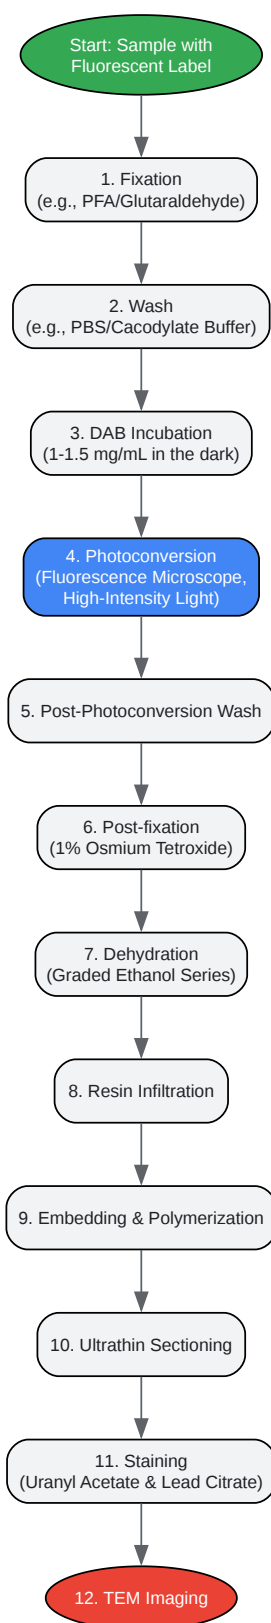 Start: Sample with
Fluorescent Label
1. Fixation
(e.g., PFA/Glutaraldehyde)
2. Wash
(e.g., PBS/Cacodylate Buffer)
3. DAB Incubation
(1-1.5 mg/mL in the dark)
4. Photoconversion
(Fluorescence Microscope,
High-Intensity Light)
5. Post-Photoconversion Wash
6. Post-fixation
(1% Osmium Tetroxide)
7. Dehydration
(Graded Ethanol Series)
8. Resin Infiltration
9. Embedding & Polymerization
10. Ultrathin Sectioning
11. Staining
(Uranyl Acetate & Lead Citrate)
12. TEM Imaging